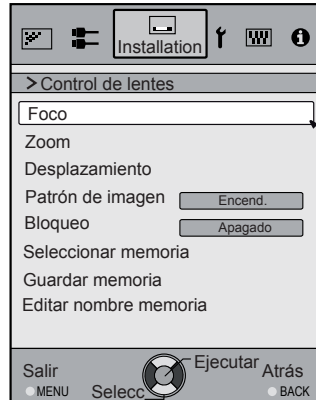 Installation
>Control de lentes
Foco
Zoom
Desplazamiento
Patrón de imagen Encend.
Bloqueo Apagado
Seleccionar memoria
Guardar memoria
Editar nombre memoria
Salir Ejecutar Atrás
MENU Selecc BACK